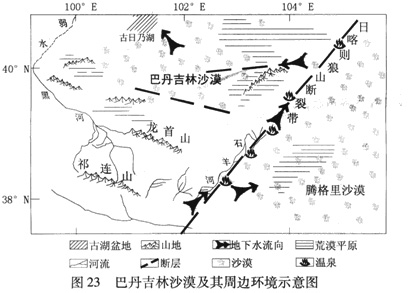 100° E
102° E
104° E
弱
水
古日乃湖
日
喀
则
狼
山
断
裂
带
40° N
巴丹吉林沙漠
黑
河
龙首山
祁连山
石
羊
河
腾格里沙漠
38° N
古湖盆地
山地
地下水流向
荒漠平原
河流
断层
沙漠
温泉
图 23 巴丹吉林沙漠及其周边环境示意图